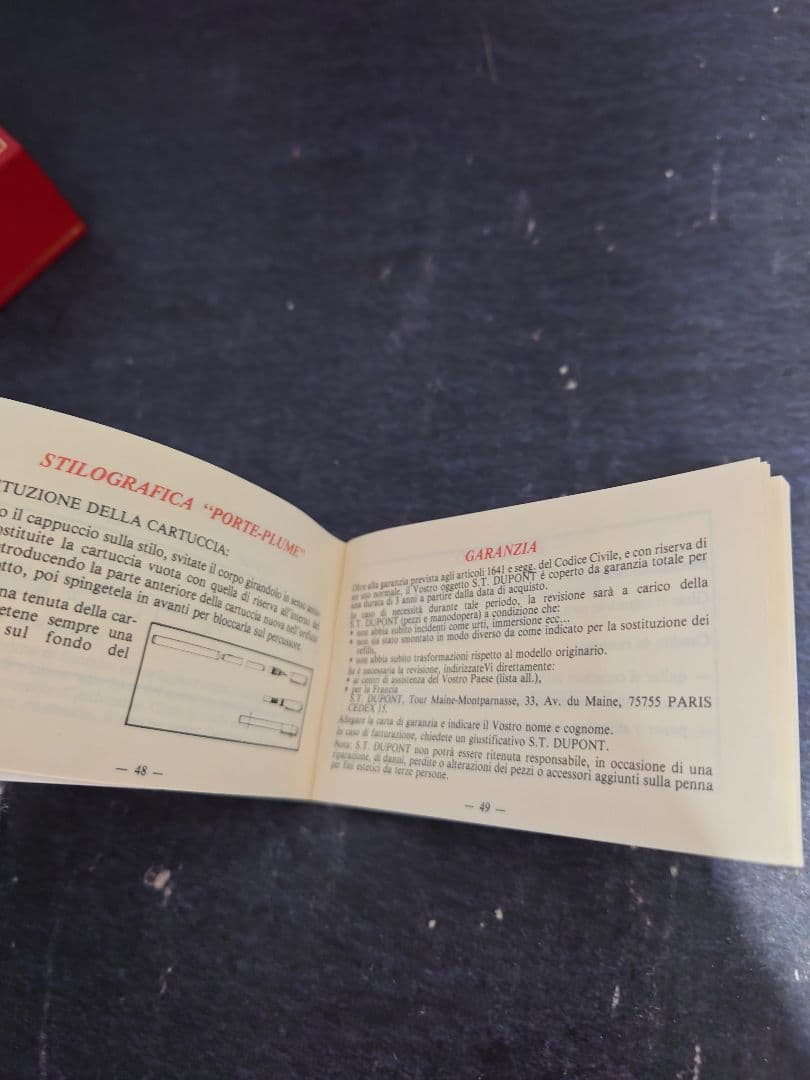 STILOGRAFICA “PORTE-PLUME”
TUZIONE DELLA CARTUCCIA:
o il cappuccio sulla stilo, svitate il corpo girandolo in senso
ostituite la cartuccia vuota con quella di riserva all'interno del
troducendo la parte anteriore della cartuccia nuova nell'
tto, poi spingetela in avanti per bloccarla sul percussore.
na tenuta della car-
etene sempre una
sul fondo del
— 48 —
GARANZIA
Oltre alla garanzia prevista agli articoli 1641 e segg. del Codice Civile, e con riserva di
un uso normale, il Vostro oggetto S.T. DUPONT è coperto da garanzia totale per
una durata di 3 anni a partire dalla data di acquisto.
In caso di necessità durante tale periodo, la revisione sarà a carico della
S.T. DUPONT (pezzi e manodopera) a condizione che:
• non abbia subito incidenti come urti, immersione ecc...
• non sia stato smontato in modo diverso da come indicato per la sostituzione dei
refills,
• non abbia subito trasformazioni rispetto al modello originario.
Se è necessaria la revisione, indirizzateVi direttamente:
• ai centri di assistenza del Vostro Paese (lista all.),
• per la Francia
S.T. DUPONT, Tour Maine-Montparnasse, 33, Av. du Maine, 75755 PARIS
CEDEX 15.
Allegare la carta di garanzia e indicare il Vostro nome e cognome.
In caso di fatturazione, chiedete un giustificativo S.T. DUPONT.
Nota: S.T. DUPONT non potrà essere ritenuta responsabile, in occasione di una
riparazione, di danni, perdite o alterazioni dei pezzi o accessori aggiunti sulla penna
per fini estetici da terze persone.
— 49 —